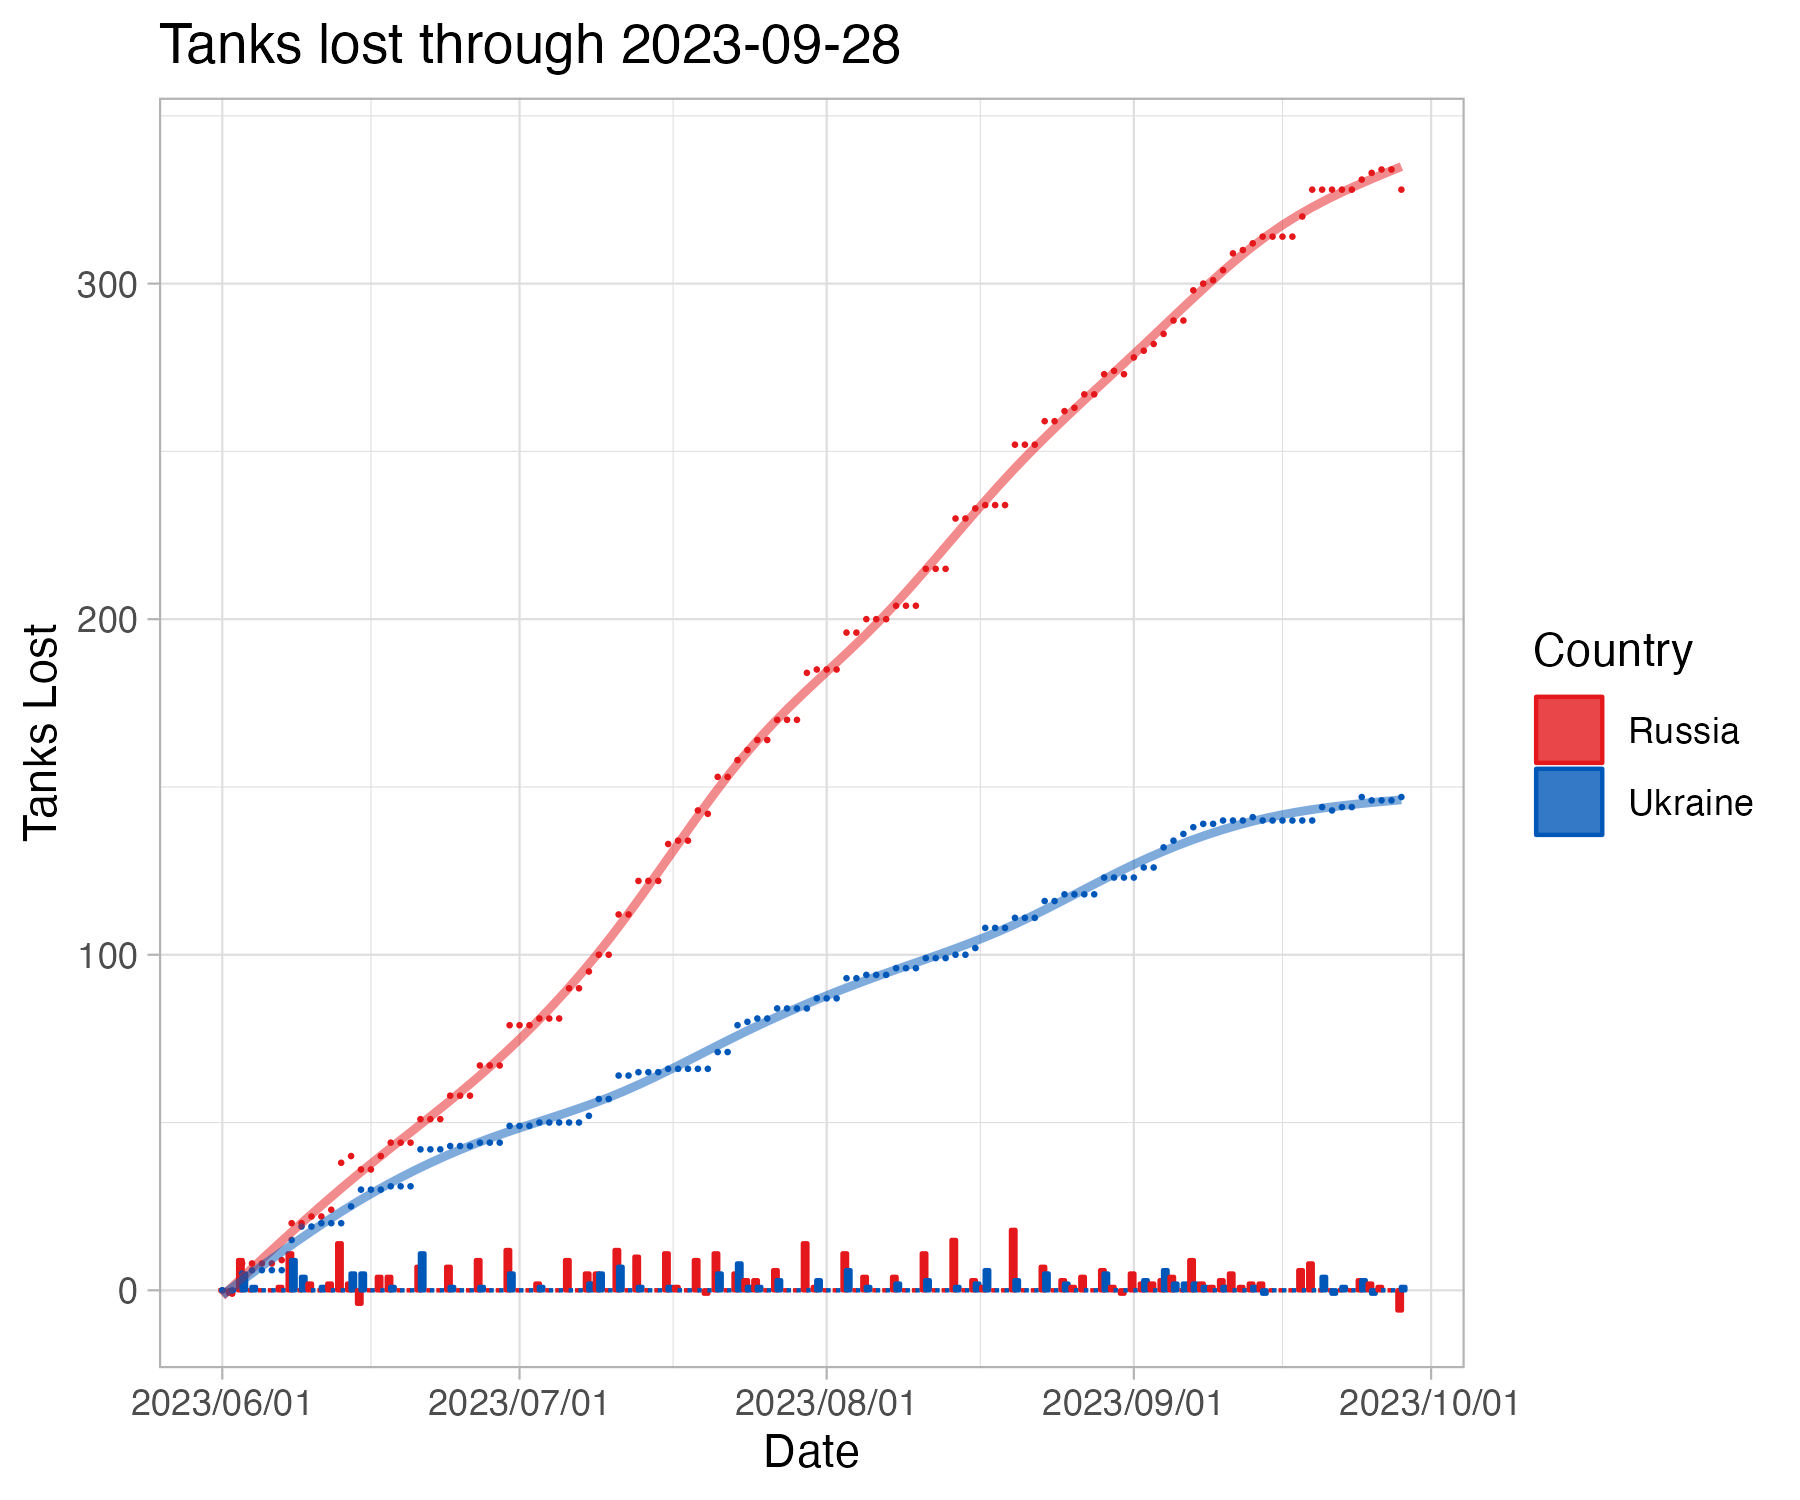 Tanks lost through 2023-09-28
Tanks Lost
300
200
100
0
2023/06/01
2023/07/01
2023/08/01
2023/09/01
2023/10/01
Date
Country
Russia
Ukraine